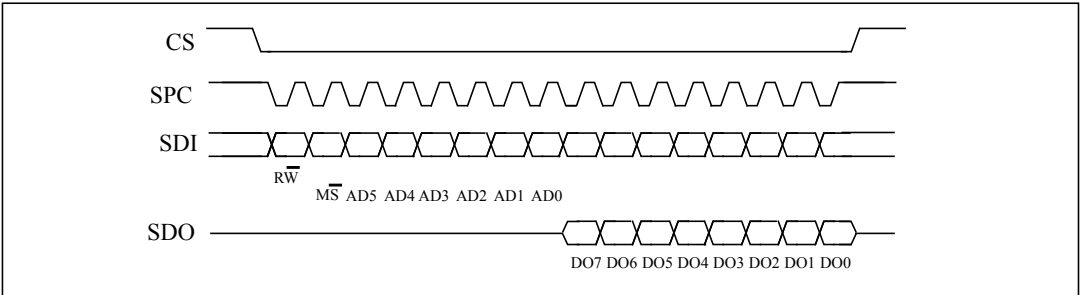 CS
SPC
SDI
RW̅
MS̅ AD5 AD4 AD3 AD2 AD1 AD0
SDO
DO7 DO6 DO5 DO4 DO3 DO2 DO1 DO0